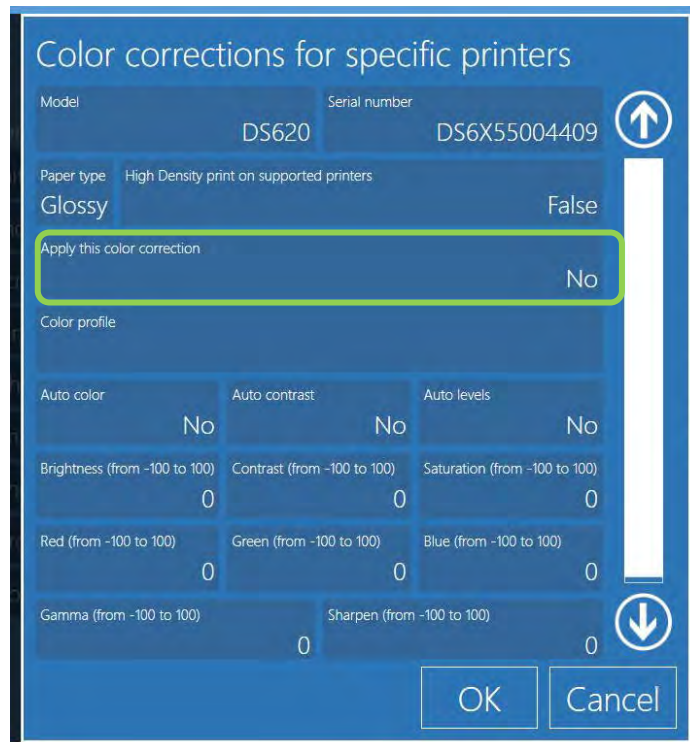 Color corrections for specific printers
Model Serial number
DS620 DS6X55004409
Paper type High Density print on supported printers
Glossy False
Apply this color correction
No
Color profile
Auto color Auto contrast Auto levels
No No No
Brightness (from -100 to 100) Contrast (from -100 to 100) Saturation (from -100 to 100)
0 0 0
Red (from -100 to 100) Green (from -100 to 100) Blue (from -100 to 100)
0 0 0
Gamma (from -100 to 100) Sharpen (from -100 to 100)
0 0
OK Cancel